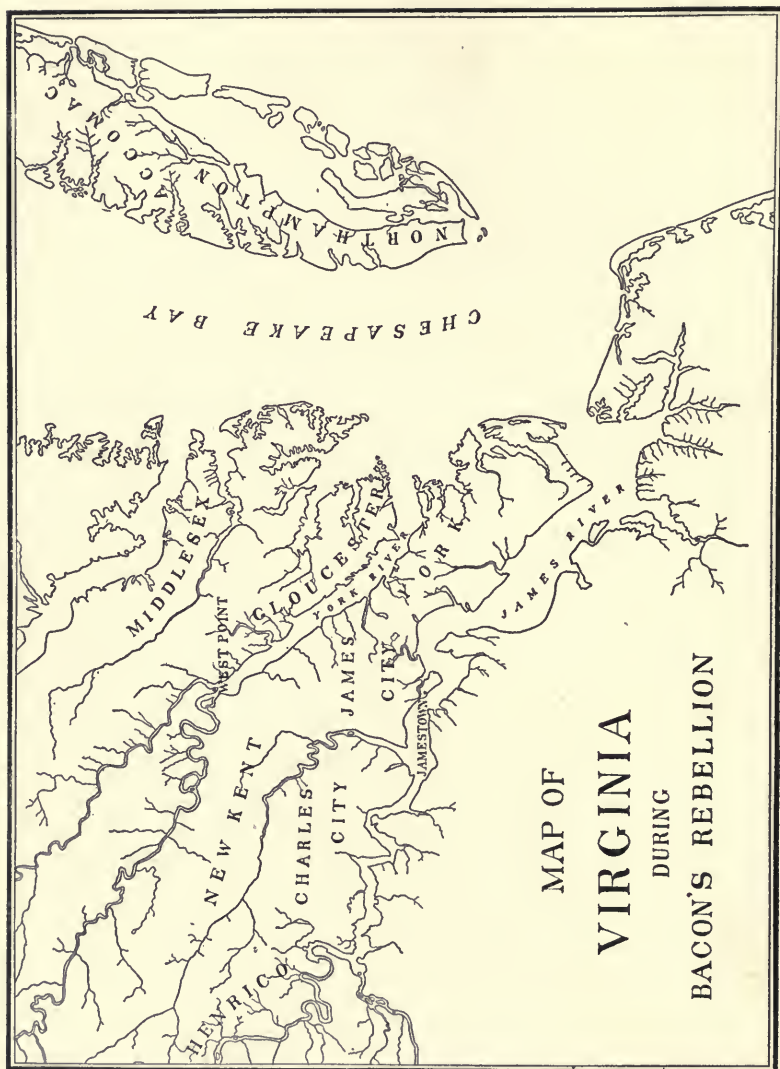 ACCOMAC
NORTHAMPTON
CHESAPEAKE BAY
MIDDLESEX
GLOUCESTER
YORK RIVER
YORK
WEST POINT
JAMES
CITY
JAMES RIVER
JAMESTOWN
NEW KENT
CHARLES
CITY
HENRICO
MAP OF
VIRGINIA
DURING
BACON'S REBELLION